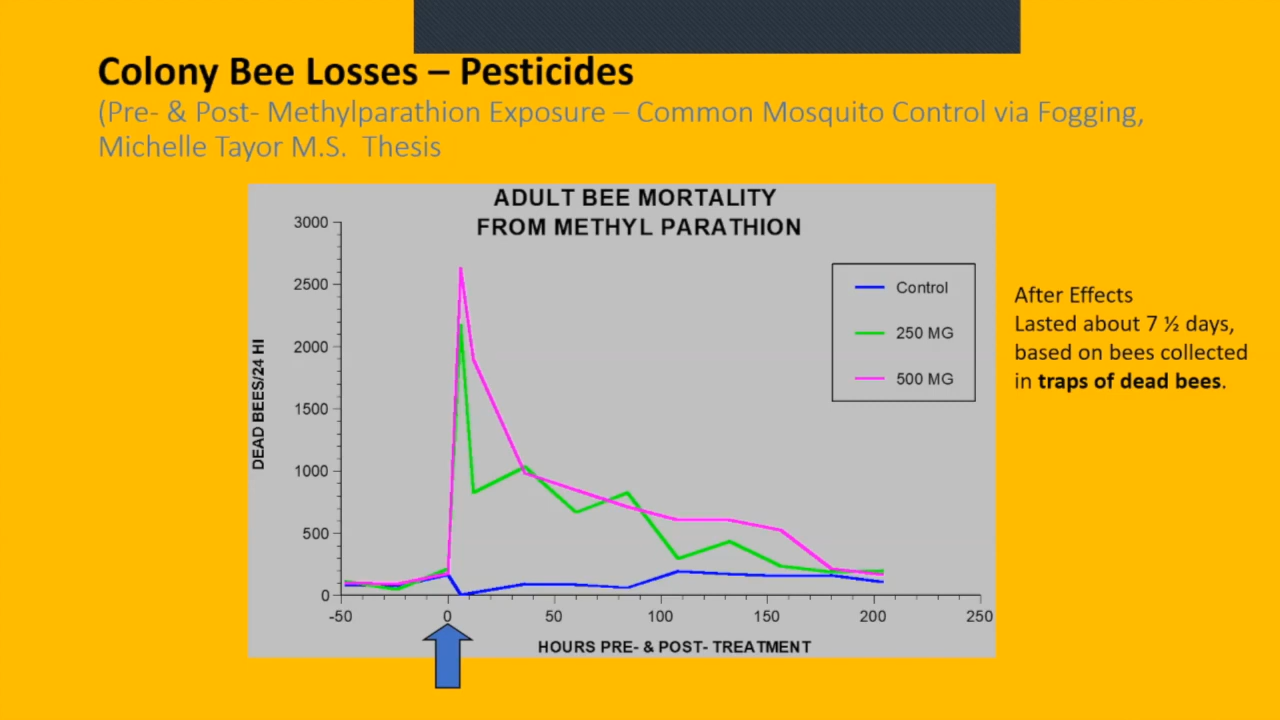 Colony Bee Losses – Pesticides
(Pre- & Post- Methylparathion Exposure – Common Mosquito Control via Fogging,
Michelle Tayor M.S. Thesis
ADULT BEE MORTALITY
FROM METHYL PARATHION
3000
2500
2000
1500
1000
500
0
DEAD BEES/24 HI
Control
250 MG
500 MG
-50
0
50
100
150
200
250
HOURS PRE- & POST- TREATMENT
After Effects
Lasted about 7 ½ days,
based on bees collected
in traps of dead bees.